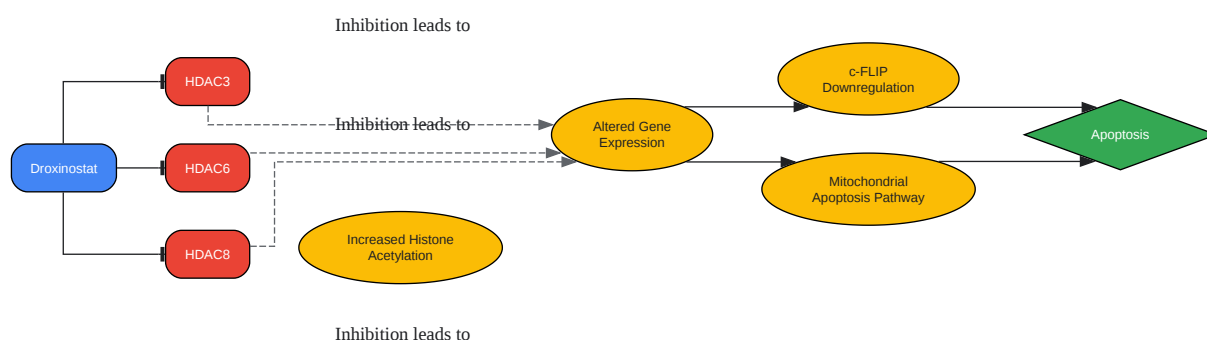 Inhibition leads to
HDAC3
c-FLIP
Downregulation
Inhibition leads to
Altered Gene
Expression
Apoptosis
Droxinostat
HDAC6
Mitochondrial
Apoptosis Pathway
HDAC8
Increased Histone
Acetylation
Inhibition leads to